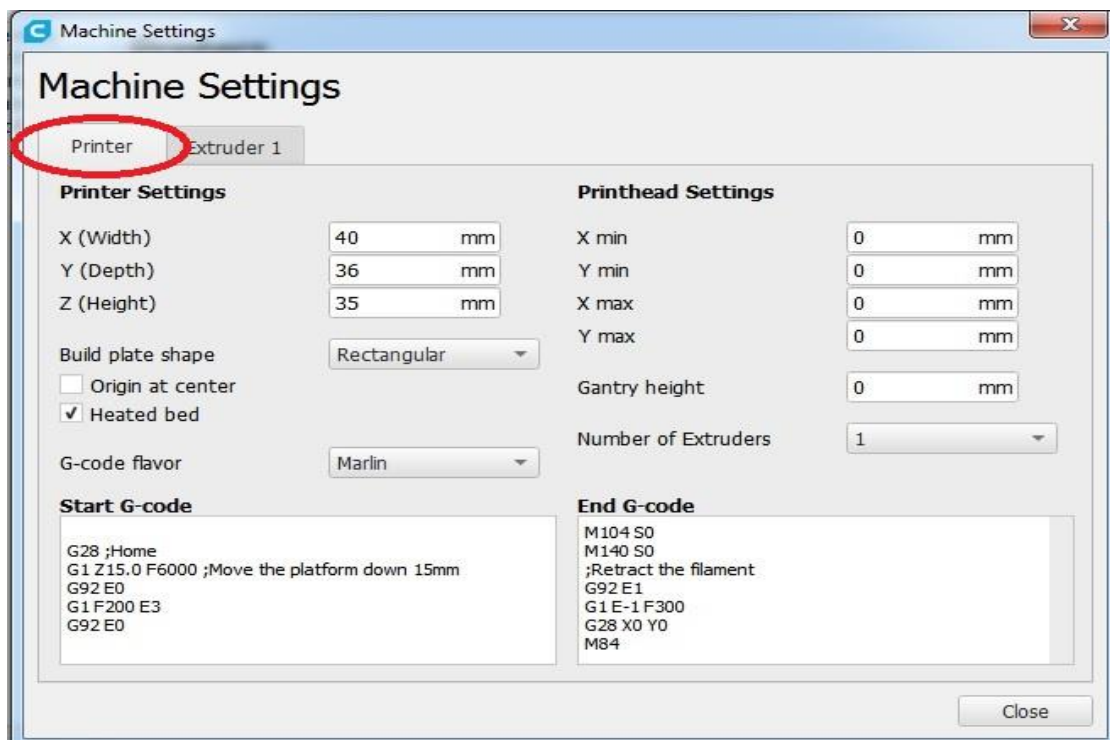 Machine Settings
Machine Settings
Printer
Extruder 1
Printer Settings
X (Width) 40 mm
Y (Depth) 36 mm
Z (Height) 35 mm
Build plate shape Rectangular
Origin at center
Heated bed
G-code flavor Marlin
Printhead Settings
X min 0 mm
Y min 0 mm
X max 0 mm
Y max 0 mm
Gantry height 0 mm
Number of Extruders 1
Start G-code
G28 ;Home
G1 Z15.0 F6000 ;Move the platform down 15mm
G92 E0
G1 F200 E3
G92 E0
End G-code
M104 S0
M140 S0
;Retract the filament
G92 E1
G1 E-1 F300
G28 X0 Y0
M84
Close